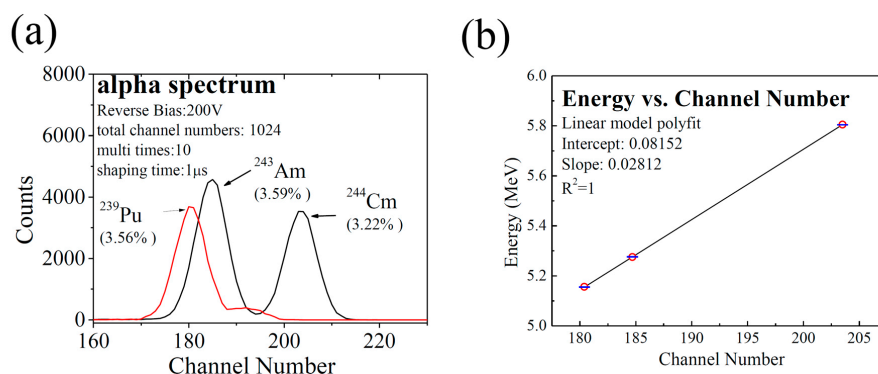 (a)
alpha spectrum
Reverse Bias:200V
total channel numbers: 1024
multi times:10
shaping time:1μs
²⁴³Am
(3.59% )
²³⁹Pu
(3.56% )
²⁴⁴Cm
(3.22% )
8000
6000
4000
2000
0
Counts
160 180 200 220
Channel Number
(b)
Energy vs. Channel Number
Linear model polyfit
Intercept: 0.08152
Slope: 0.02812
R²=1
6.0
5.8
5.6
5.4
5.2
5.0
Energy (MeV)
180 185 190 195 200 205
Channel Number